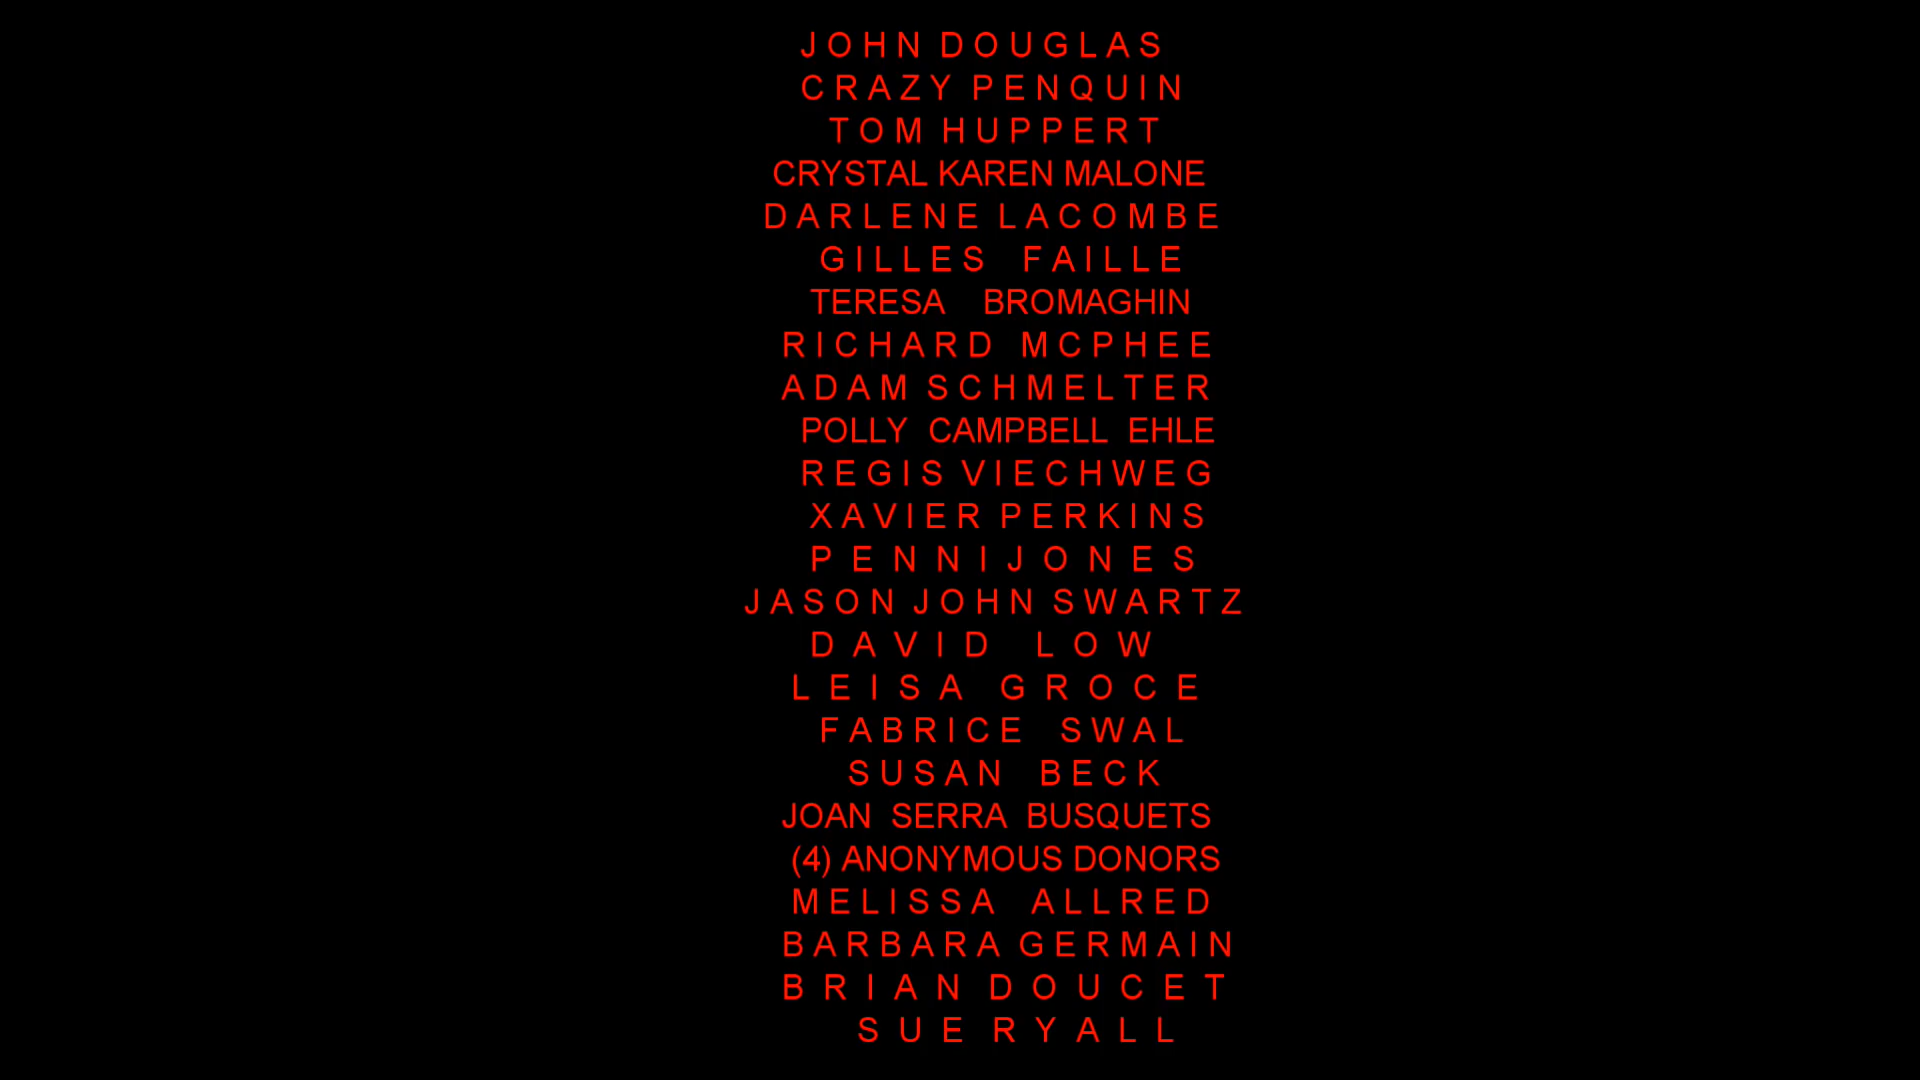 JOHN DOUGLAS
CRAZY PENQUIN
TOM HUPPERT
CRYSTAL KAREN MALONE
DARLENE LACOMBE
GILLES FAILLE
TERESA BROMAGHIN
RICHARD MCPHEE
ADAM SCHMELTER
POLLY CAMPBELL EHLE
REGIS VIECHWEG
XAVIER PERKINS
PENNIJONES
JASON JOHN SWARTZ
DAVID LOW
LEISA GROCE
FABRICE SWAL
SUSAN BECK
JOAN SERRA BUSQUETS
(4) ANONYMOUS DONORS
MELISSA ALLRED
BARBARA GERMAIN
BRIAN DOUCET
SUE RYALL